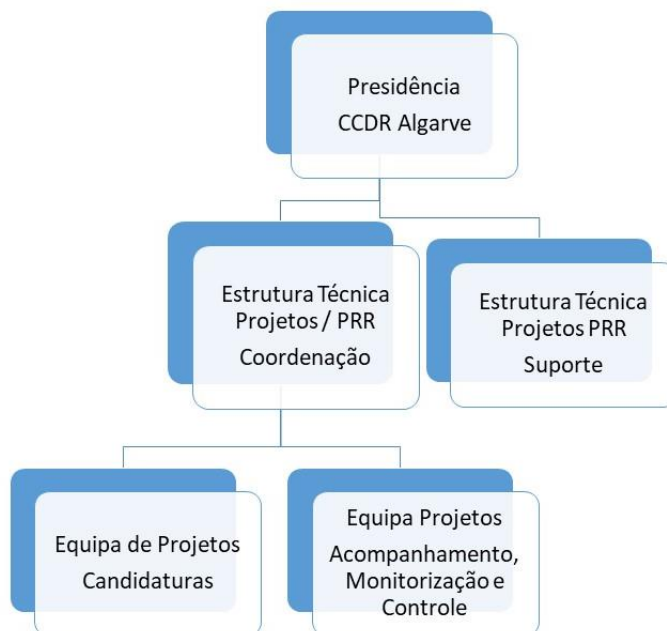 Presidência
CCDR Algarve
Estrutura Técnica
Projetos / PRR
Coordenação
Estrutura Técnica
Projetos PRR
Suporte
Equipa de Projetos
Candidaturas
Equipa Projetos
Acompanhamento,
Monitorização e
Controle